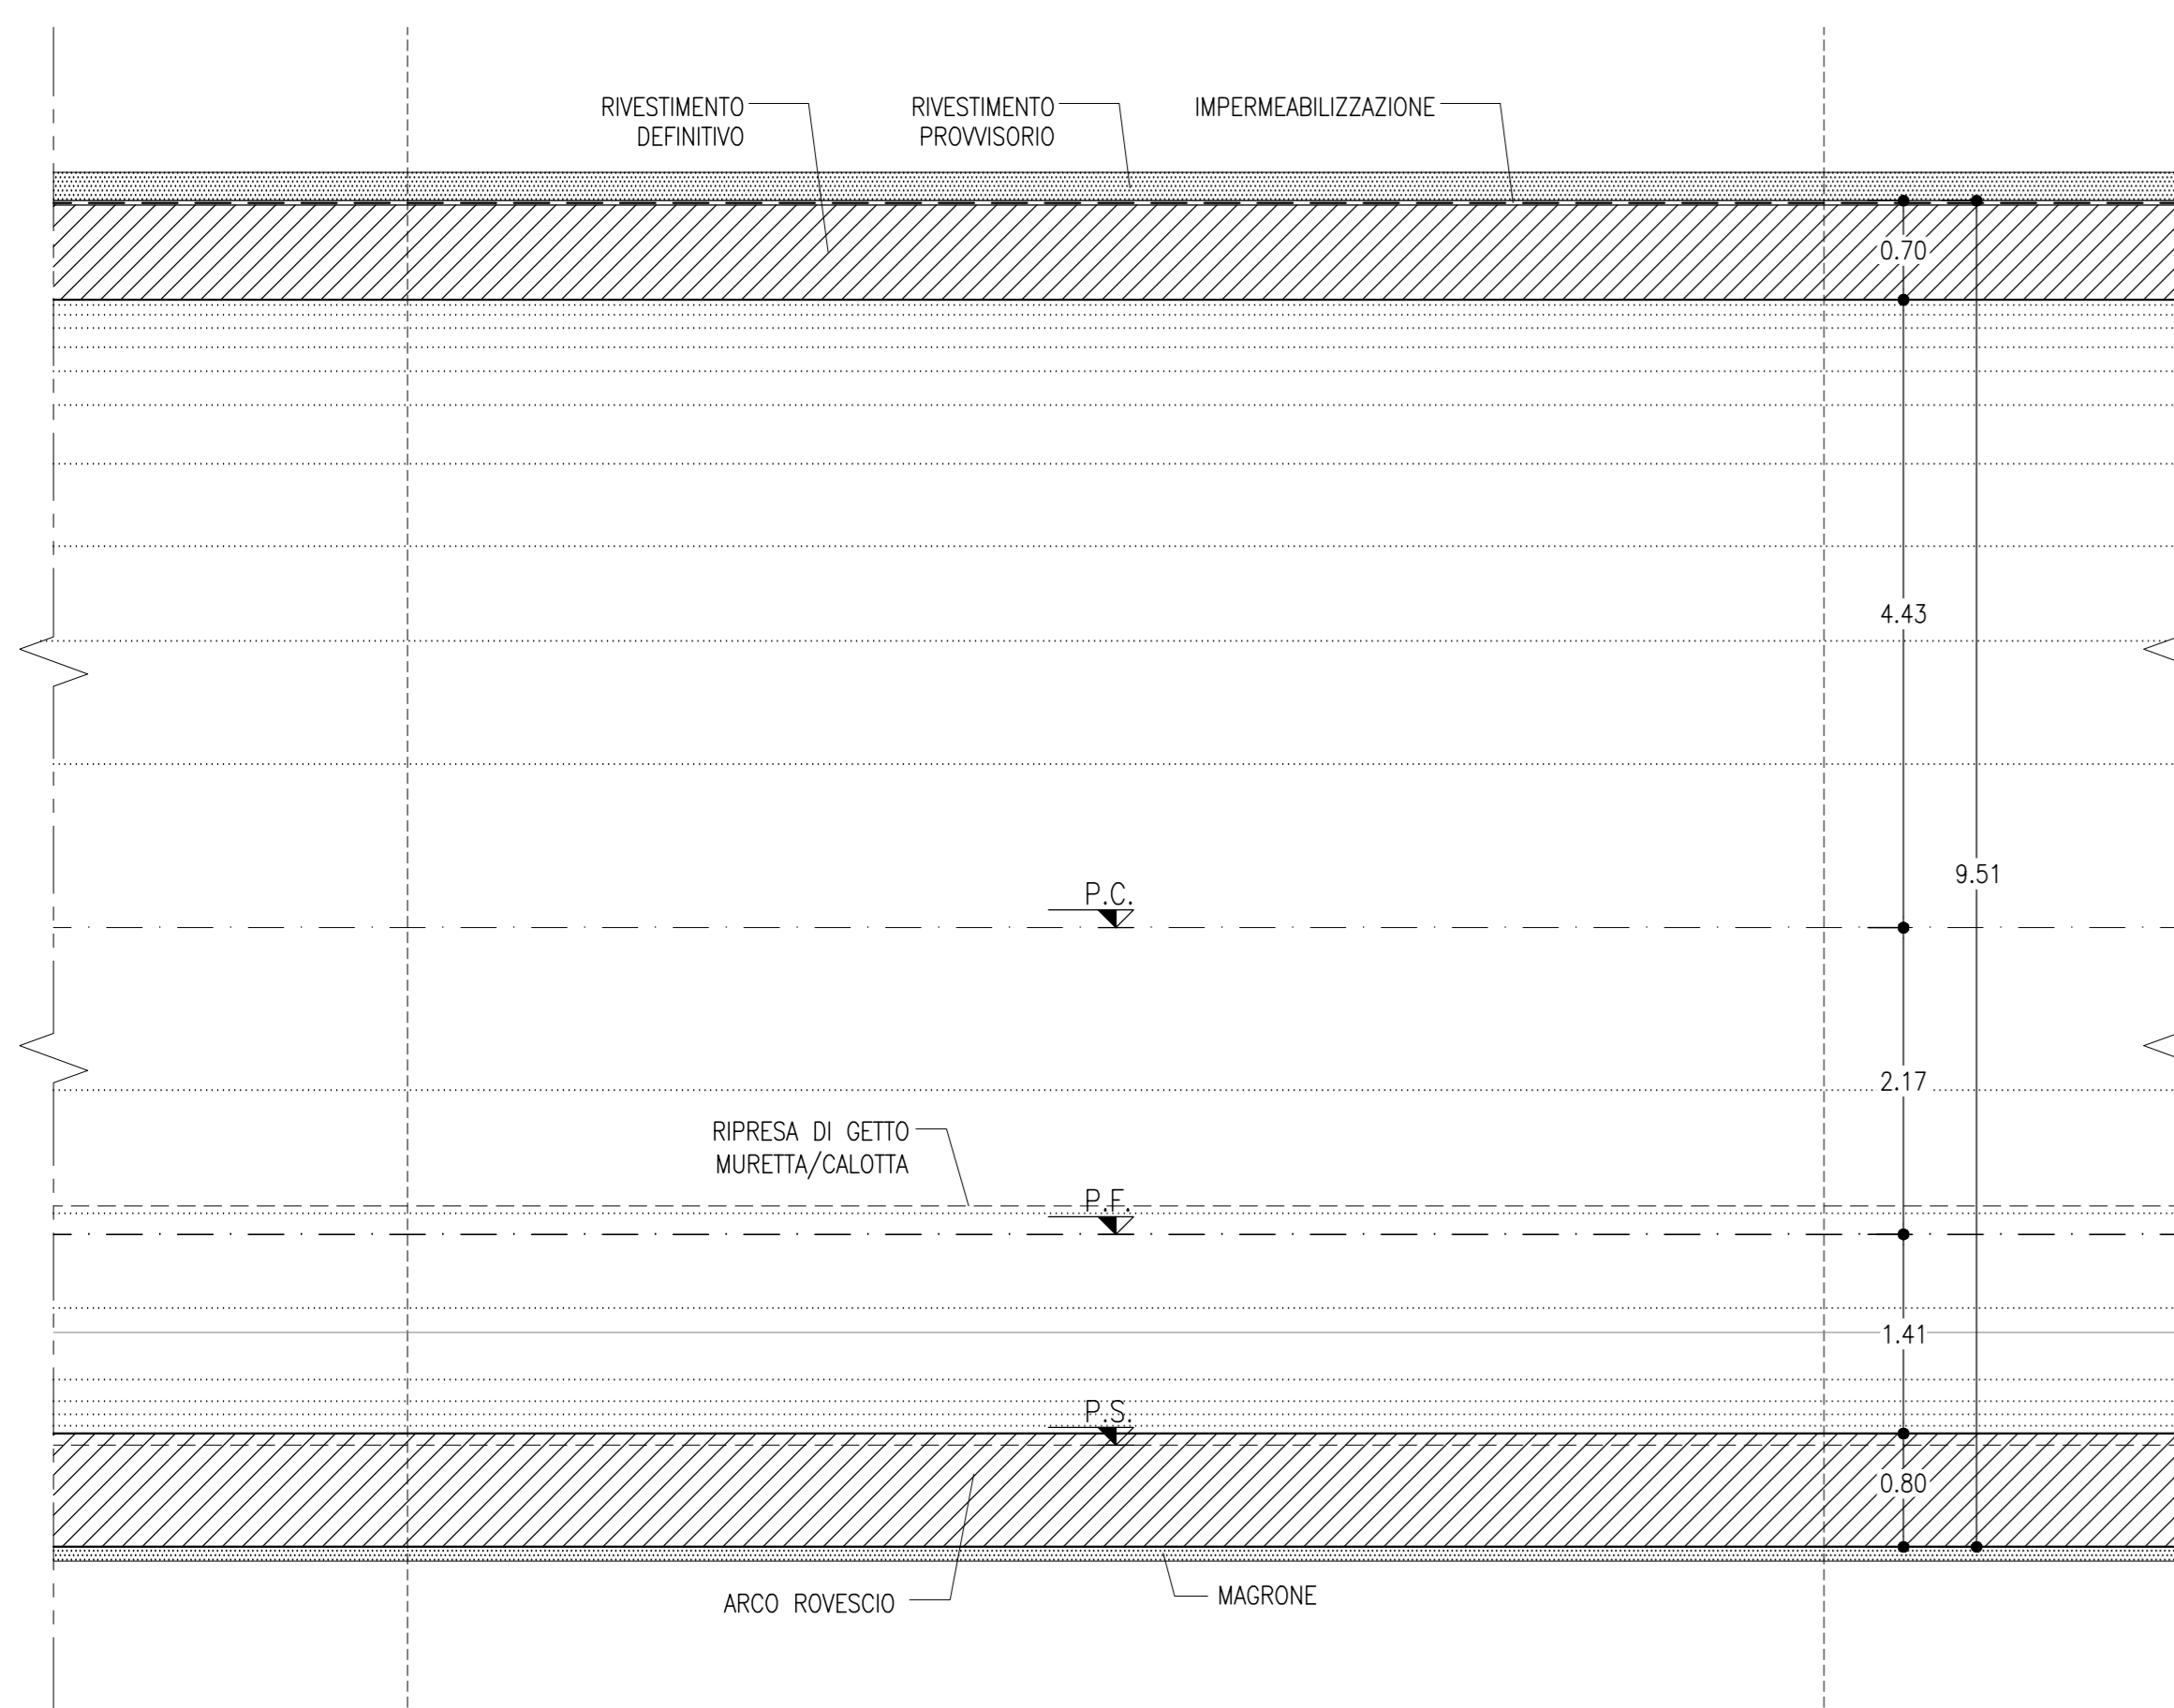 RIVESTIMENTO
DEFINITIVO
RIVESTIMENTO
PROVVISORIO
IMPERMEABILIZZAZIONE
0.70
4.43
9.51
P.C.
2.17
RIPRESA DI GETTO
MURETTA/CALOTTA
P.F.
1.41
P.S.
0.80
ARCO ROVESCIO
MAGRONE